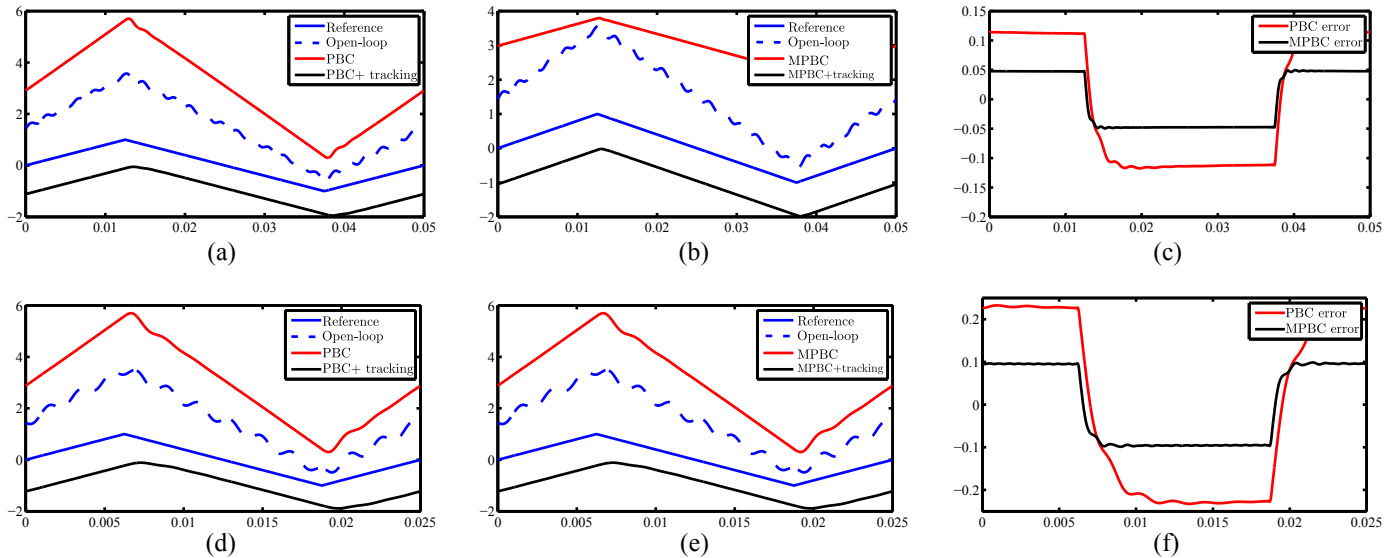 6
4
2
0
−2
0
0.01
0.02
0.03
0.04
0.05
Reference
Open-loop
PBC
PBC+ tracking
(a)
4
3
2
1
0
−1
−2
0
0.01
0.02
0.03
0.04
0.05
Reference
Open-loop
MPBC
MPBC+tracking
(b)
0.15
0.1
0.05
0
−0.05
−0.1
−0.15
−0.2
0
0.01
0.02
0.03
0.04
0.05
PBC error
MPBC error
(c)
6
4
2
0
−2
0
0.005
0.01
0.015
0.02
0.025
Reference
Open-loop
PBC
PBC+ tracking
(d)
6
4
2
0
−2
0
0.005
0.01
0.015
0.02
0.025
Reference
Open-loop
MPBC
MPBC+tracking
(e)
0.2
0.1
0
−0.1
−0.2
0
0.005
0.01
0.015
0.02
0.025
PBC error
MPBC error
(f)